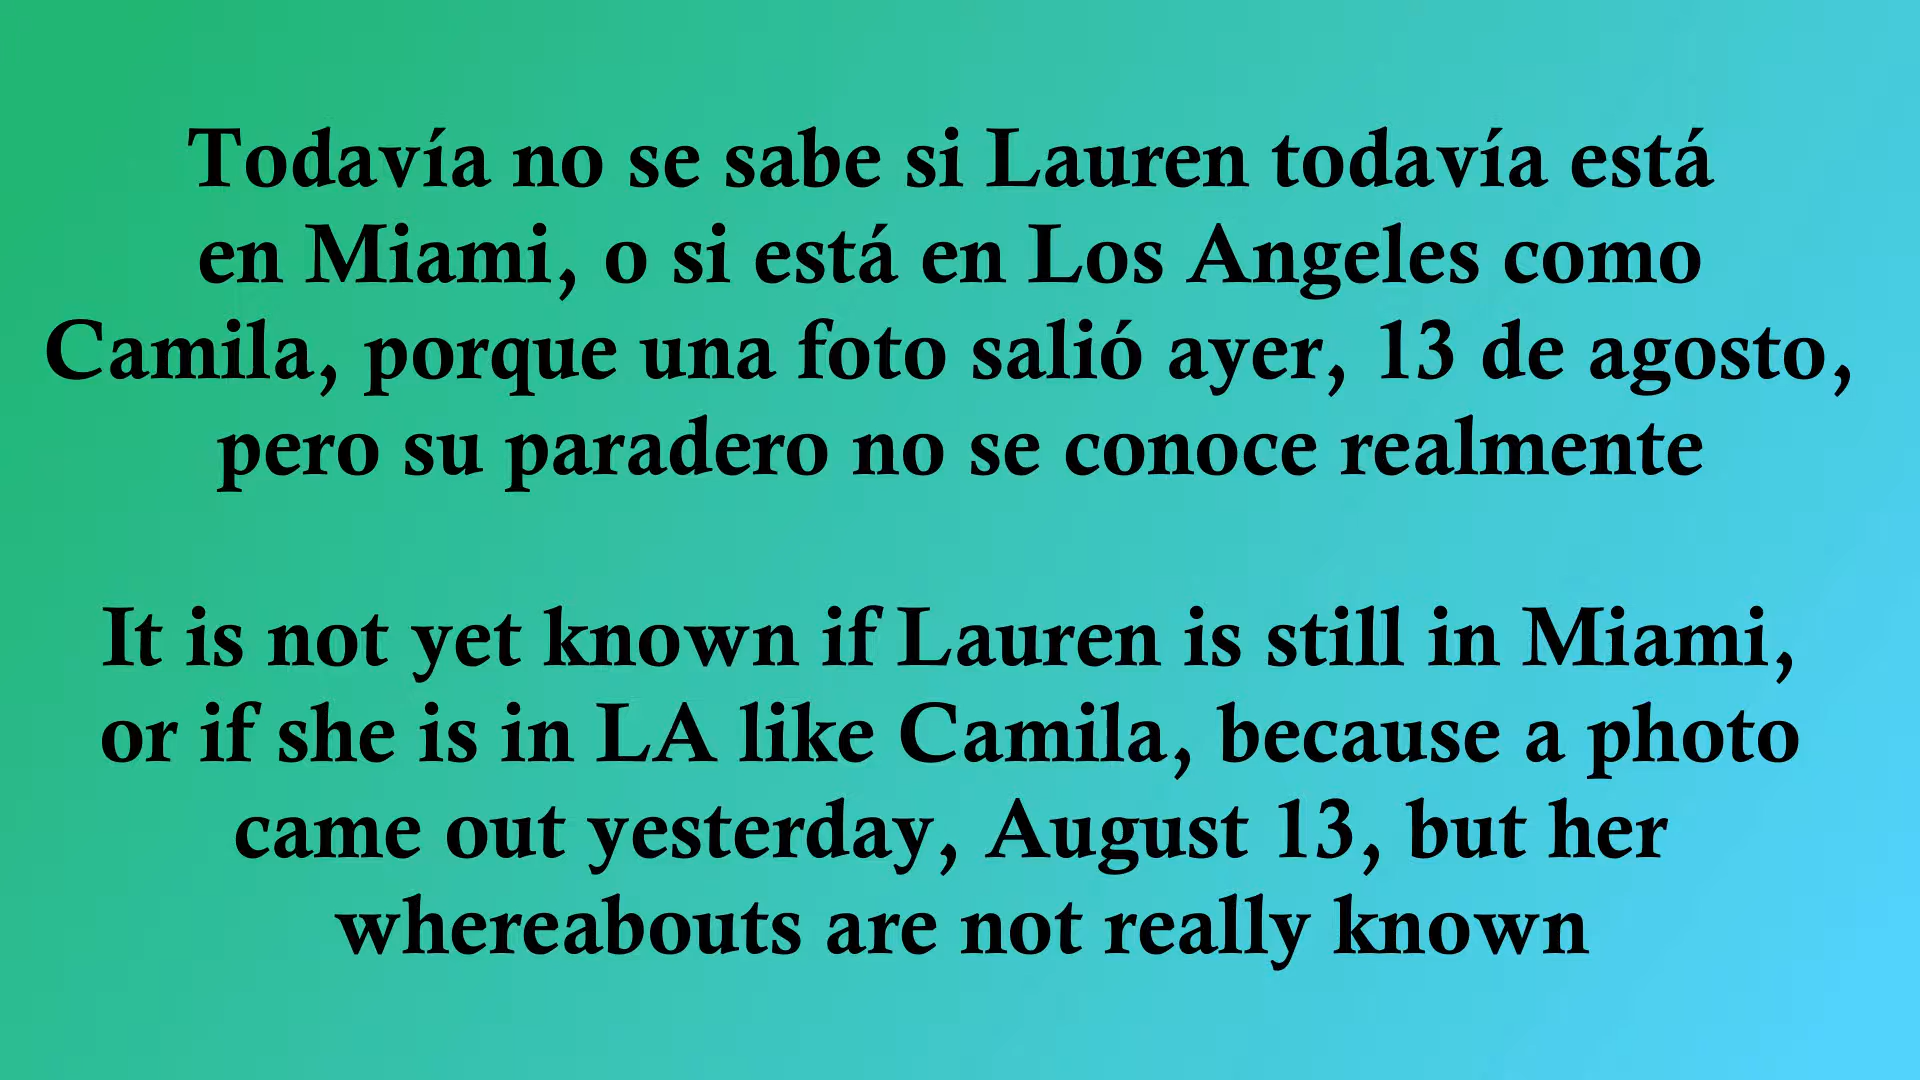 Todavía no se sabe si Lauren todavía está
en Miami, o si está en Los Angeles como
Camila, porque una foto salió ayer, 13 de agosto,
pero su paradero no se conoce realmente
It is not yet known if Lauren is still in Miami,
or if she is in LA like Camila, because a photo
came out yesterday, August 13, but her
whereabouts are not really known